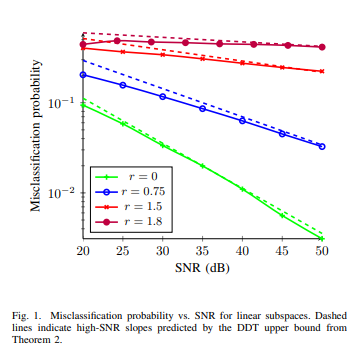 Misclassification probability
10⁻¹
10⁻²
r = 0
r = 0.75
r = 1.5
r = 1.8
20 25 30 35 40 45 50
SNR (dB)
Fig. 1. Misclassification probability vs. SNR for linear subspaces. Dashed
lines indicate high-SNR slopes predicted by the DDT upper bound from
Theorem 2.